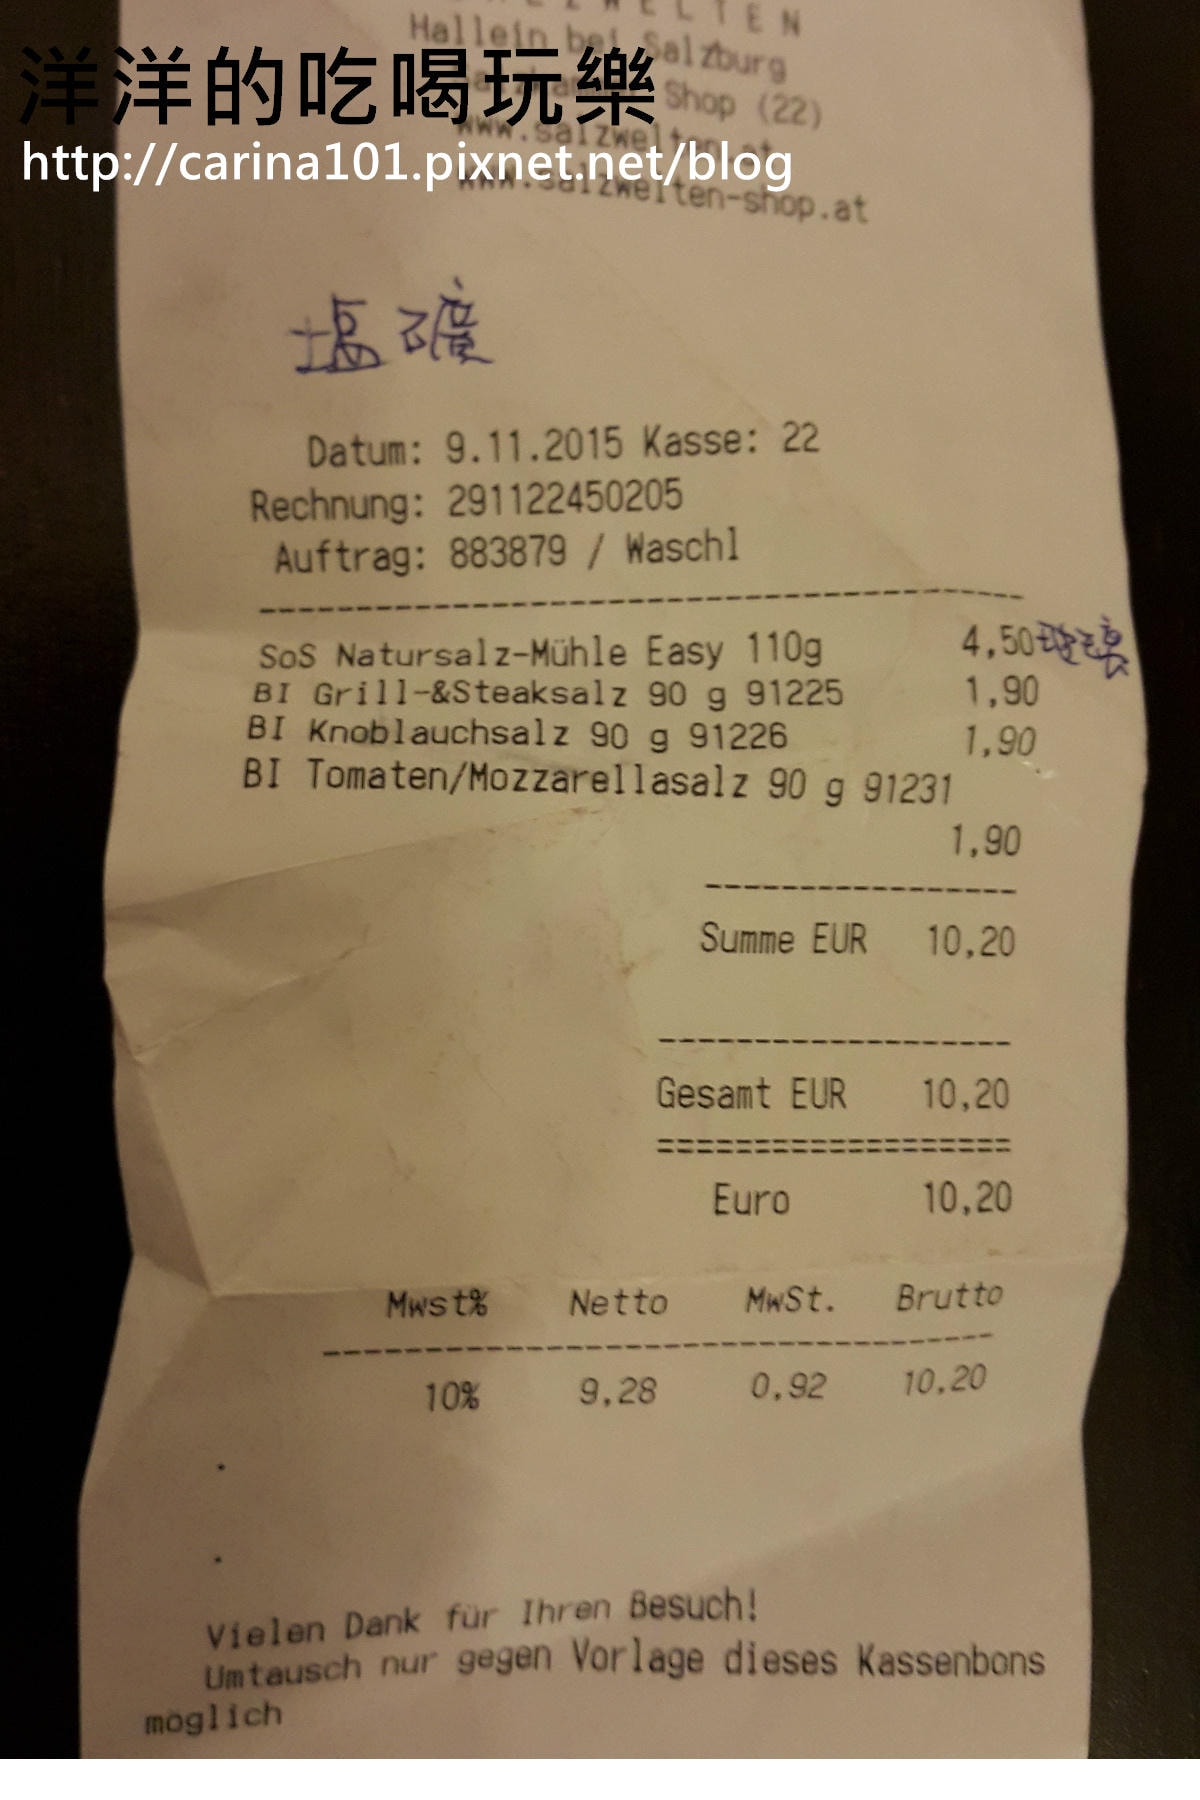 SALZWELTEN
Hallein bei Salzburg
洋洋的吃喝玩樂
Shop (22)
www.salzwelten.at
http://carina101.pixnet.net/blog
www.salzwelten-shop.at
塩礦
Datum: 9.11.2015 Kasse: 22
Rechnung: 291122450205
Auftrag: 883879 / Waschl
SoS Natursalz-Mühle Easy 110g 4,50
BI Grill-&Steaksalz 90 g 91225 1,90
BI Knoblauchsalz 90 g 91226 1,90
BI Tomaten/Mozzarellasalz 90 g 91231
1,90
Summe EUR 10,20
Gesamt EUR 10,20
Euro 10,20
Mwst% Netto MwSt. Brutto
10% 9,28 0,92 10,20
Vielen Dank für Ihren Besuch!
Umtausch nur gegen Vorlage dieses Kassenbons
moglich